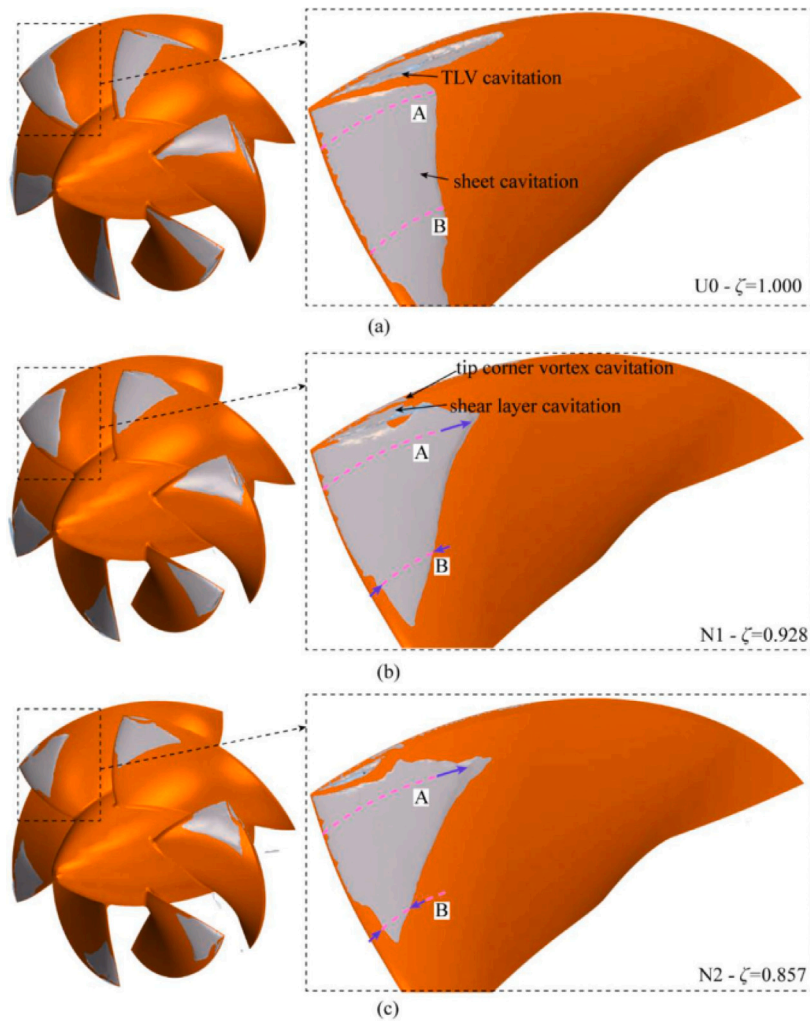 TLV cavitation
A
sheet cavitation
B
U0 - ζ=1.000
(a)
tip corner vortex cavitation
shear layer cavitation
A
B
N1 - ζ=0.928
(b)
A
B
N2 - ζ=0.857
(c)